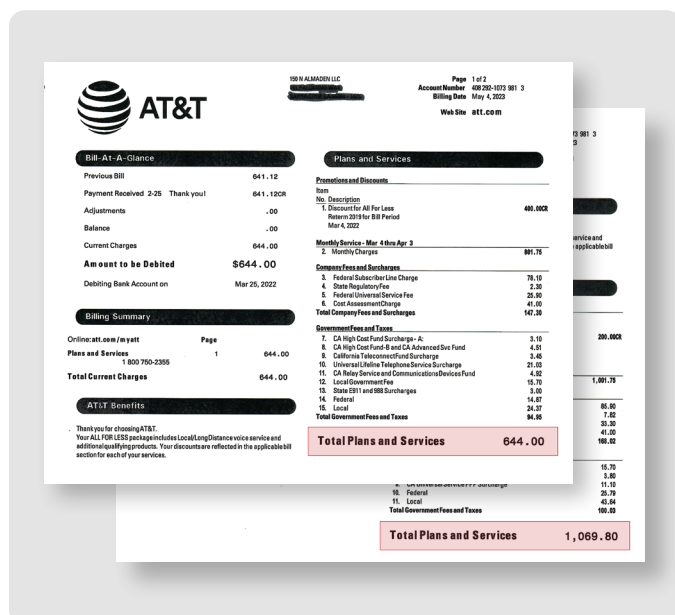 AT&T
150 N ALMADEN LLC
Page 1 of 2
Account Number 408 292-1073 981 3
Billing Date May 4, 2023
Web Site att.com
Bill-At-A-Glance
Previous Bill 641.12
Payment Received 2-25 Thank you! 641.12CR
Adjustments .00
Balance .00
Current Charges 644.00
Amount to be Debited $644.00
Debiting Bank Account on Mar 25, 2022
Billing Summary
Online: att.com/myatt Page
Plans and Services 1 644.00
1 800 750-2355
Total Current Charges 644.00
AT&T Benefits
Thank you for choosing AT&T.
Your ALL FOR LESS package includes Local/Long Distance voice service and
additional qualifying products. Your discounts are reflected in the applicable bill
section for each of your services.
Plans and Services
Promotions and Discounts
Item
No. Description
1. Discount for All For Less 400.00CR
Reterm 2019 for Bill Period
Mar 4, 2022
Monthly Service - Mar 4 thru Apr 3
2. Monthly Charges 801.75
Company Fees and Surcharges
3. Federal Subscriber Line Charge 78.10
4. State Regulatory Fee 2.30
5. Federal Universal Service Fee 25.90
6. Cost Assessment Charge 41.00
Total Company Fees and Surcharges 147.30
Government Fees and Taxes
7. CA High Cost Fund Surcharge - A: 3.10
8. CA High Cost Fund-B and CA Advanced Svc Fund 4.51
9. California Teleconnect Fund Surcharge 3.45
10. Universal Lifeline Telephone Service Surcharge 21.03
11. CA Relay Service and Communications Devices Fund 4.92
12. Local Government Fee 15.70
13. State E911 and 988 Surcharges 3.00
14. Federal 14.87
15. Local 24.37
Total Government Fees and Taxes 94.95
Total Plans and Services 644.00
73 981 3
23
service and
applicable bill
200.00CR
1,001.75
85.90
7.82
33.30
41.00
168.02
15.70
3.80
11.10
10. Federal 25.79
11. Local 43.64
Total Government Fees and Taxes 100.03
Total Plans and Services 1,069.80